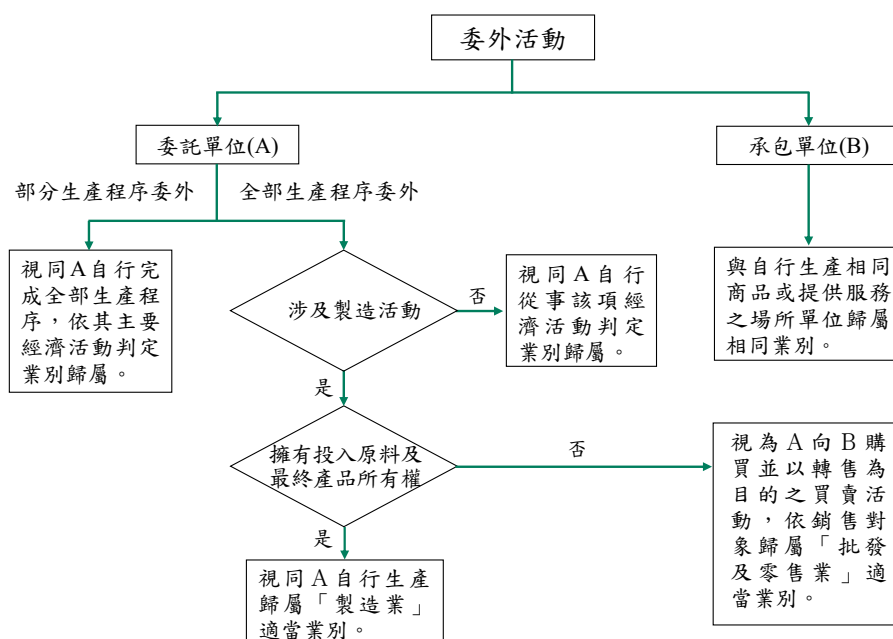 委外活動
委託單位(A)
承包單位(B)
部分生產程序委外
全部生產程序委外
視同A自行完
成全部生產程
序，依其主要
經濟活動判定
業別歸屬。
涉及製造活動
否
視同A自行
從事該項經
濟活動判定
業別歸屬。
與自行生產相同
商品或提供服務
之場所單位歸屬
相同業別。
是
擁有投入原料及
最終產品所有權
否
視為A向B購
買並以轉售為
目的之買賣活
動，依銷售對
象歸屬「批發
及零售業」適
當業別。
是
視同A自行生產
歸屬「製造業」
適當業別。